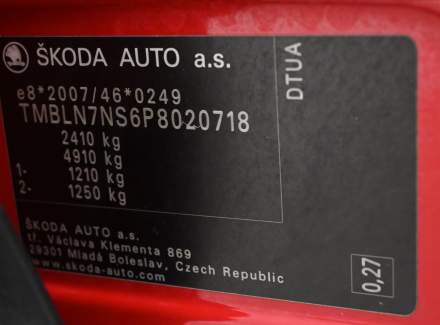 ŠKODA AUTO a.s.
DTUA
e8*2007/46*0249
TMBLN7NS6P8020718
2410 kg
4910 kg
1- 1210 kg
2- 1250 kg
ŠKODA AUTO a.s.
tř. Václava Klementa 869
29301 Mladá Boleslav, Czech Republic
www.skoda-auto.com
0,27